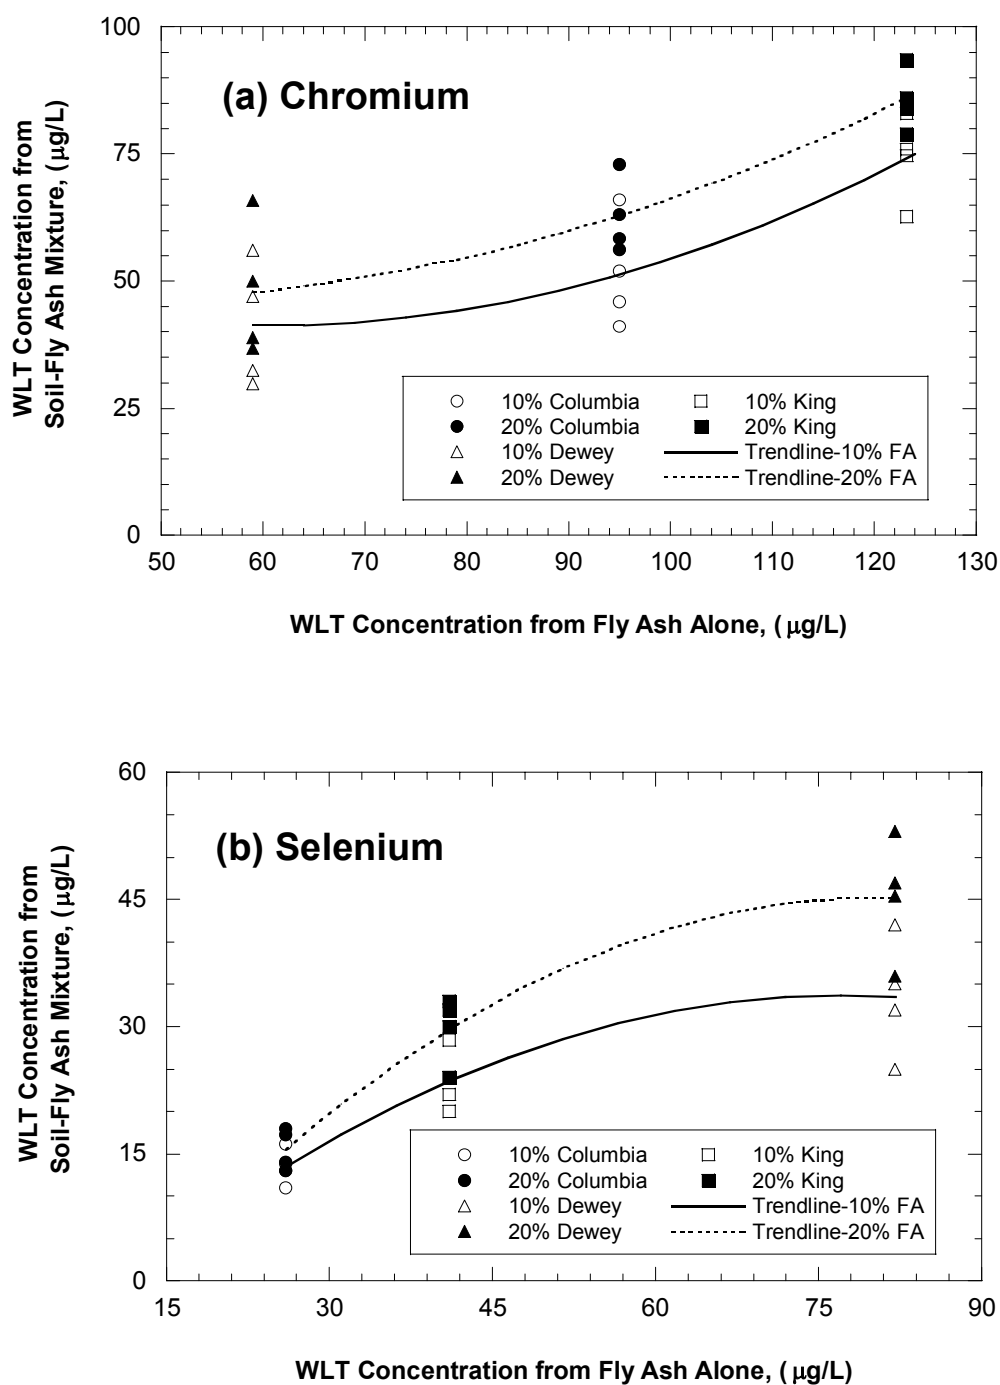 100
(a) Chromium
75
50
25
0
WLT Concentration from
Soil-Fly Ash Mixture, (µg/L)
10% Columbia
20% Columbia
10% Dewey
20% Dewey
10% King
20% King
Trendline-10% FA
Trendline-20% FA
50 60 70 80 90 100 110 120 130
WLT Concentration from Fly Ash Alone, (µg/L)
60
(b) Selenium
45
30
15
0
WLT Concentration from
Soil-Fly Ash Mixture, (µg/L)
10% Columbia
20% Columbia
10% Dewey
20% Dewey
10% King
20% King
Trendline-10% FA
Trendline-20% FA
15 30 45 60 75 90
WLT Concentration from Fly Ash Alone, (µg/L)